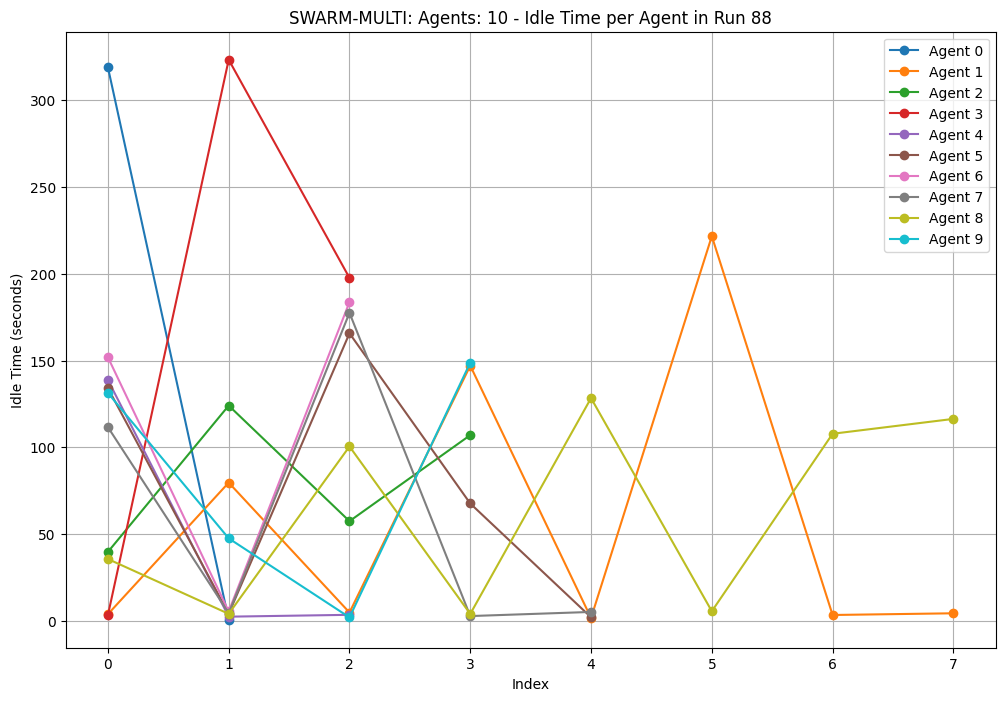 SWARM-MULTI: Agents: 10 - Idle Time per Agent in Run 88
Idle Time (seconds)
300
250
200
150
100
50
0
0 1 2 3 4 5 6 7
Index
Agent 0
Agent 1
Agent 2
Agent 3
Agent 4
Agent 5
Agent 6
Agent 7
Agent 8
Agent 9